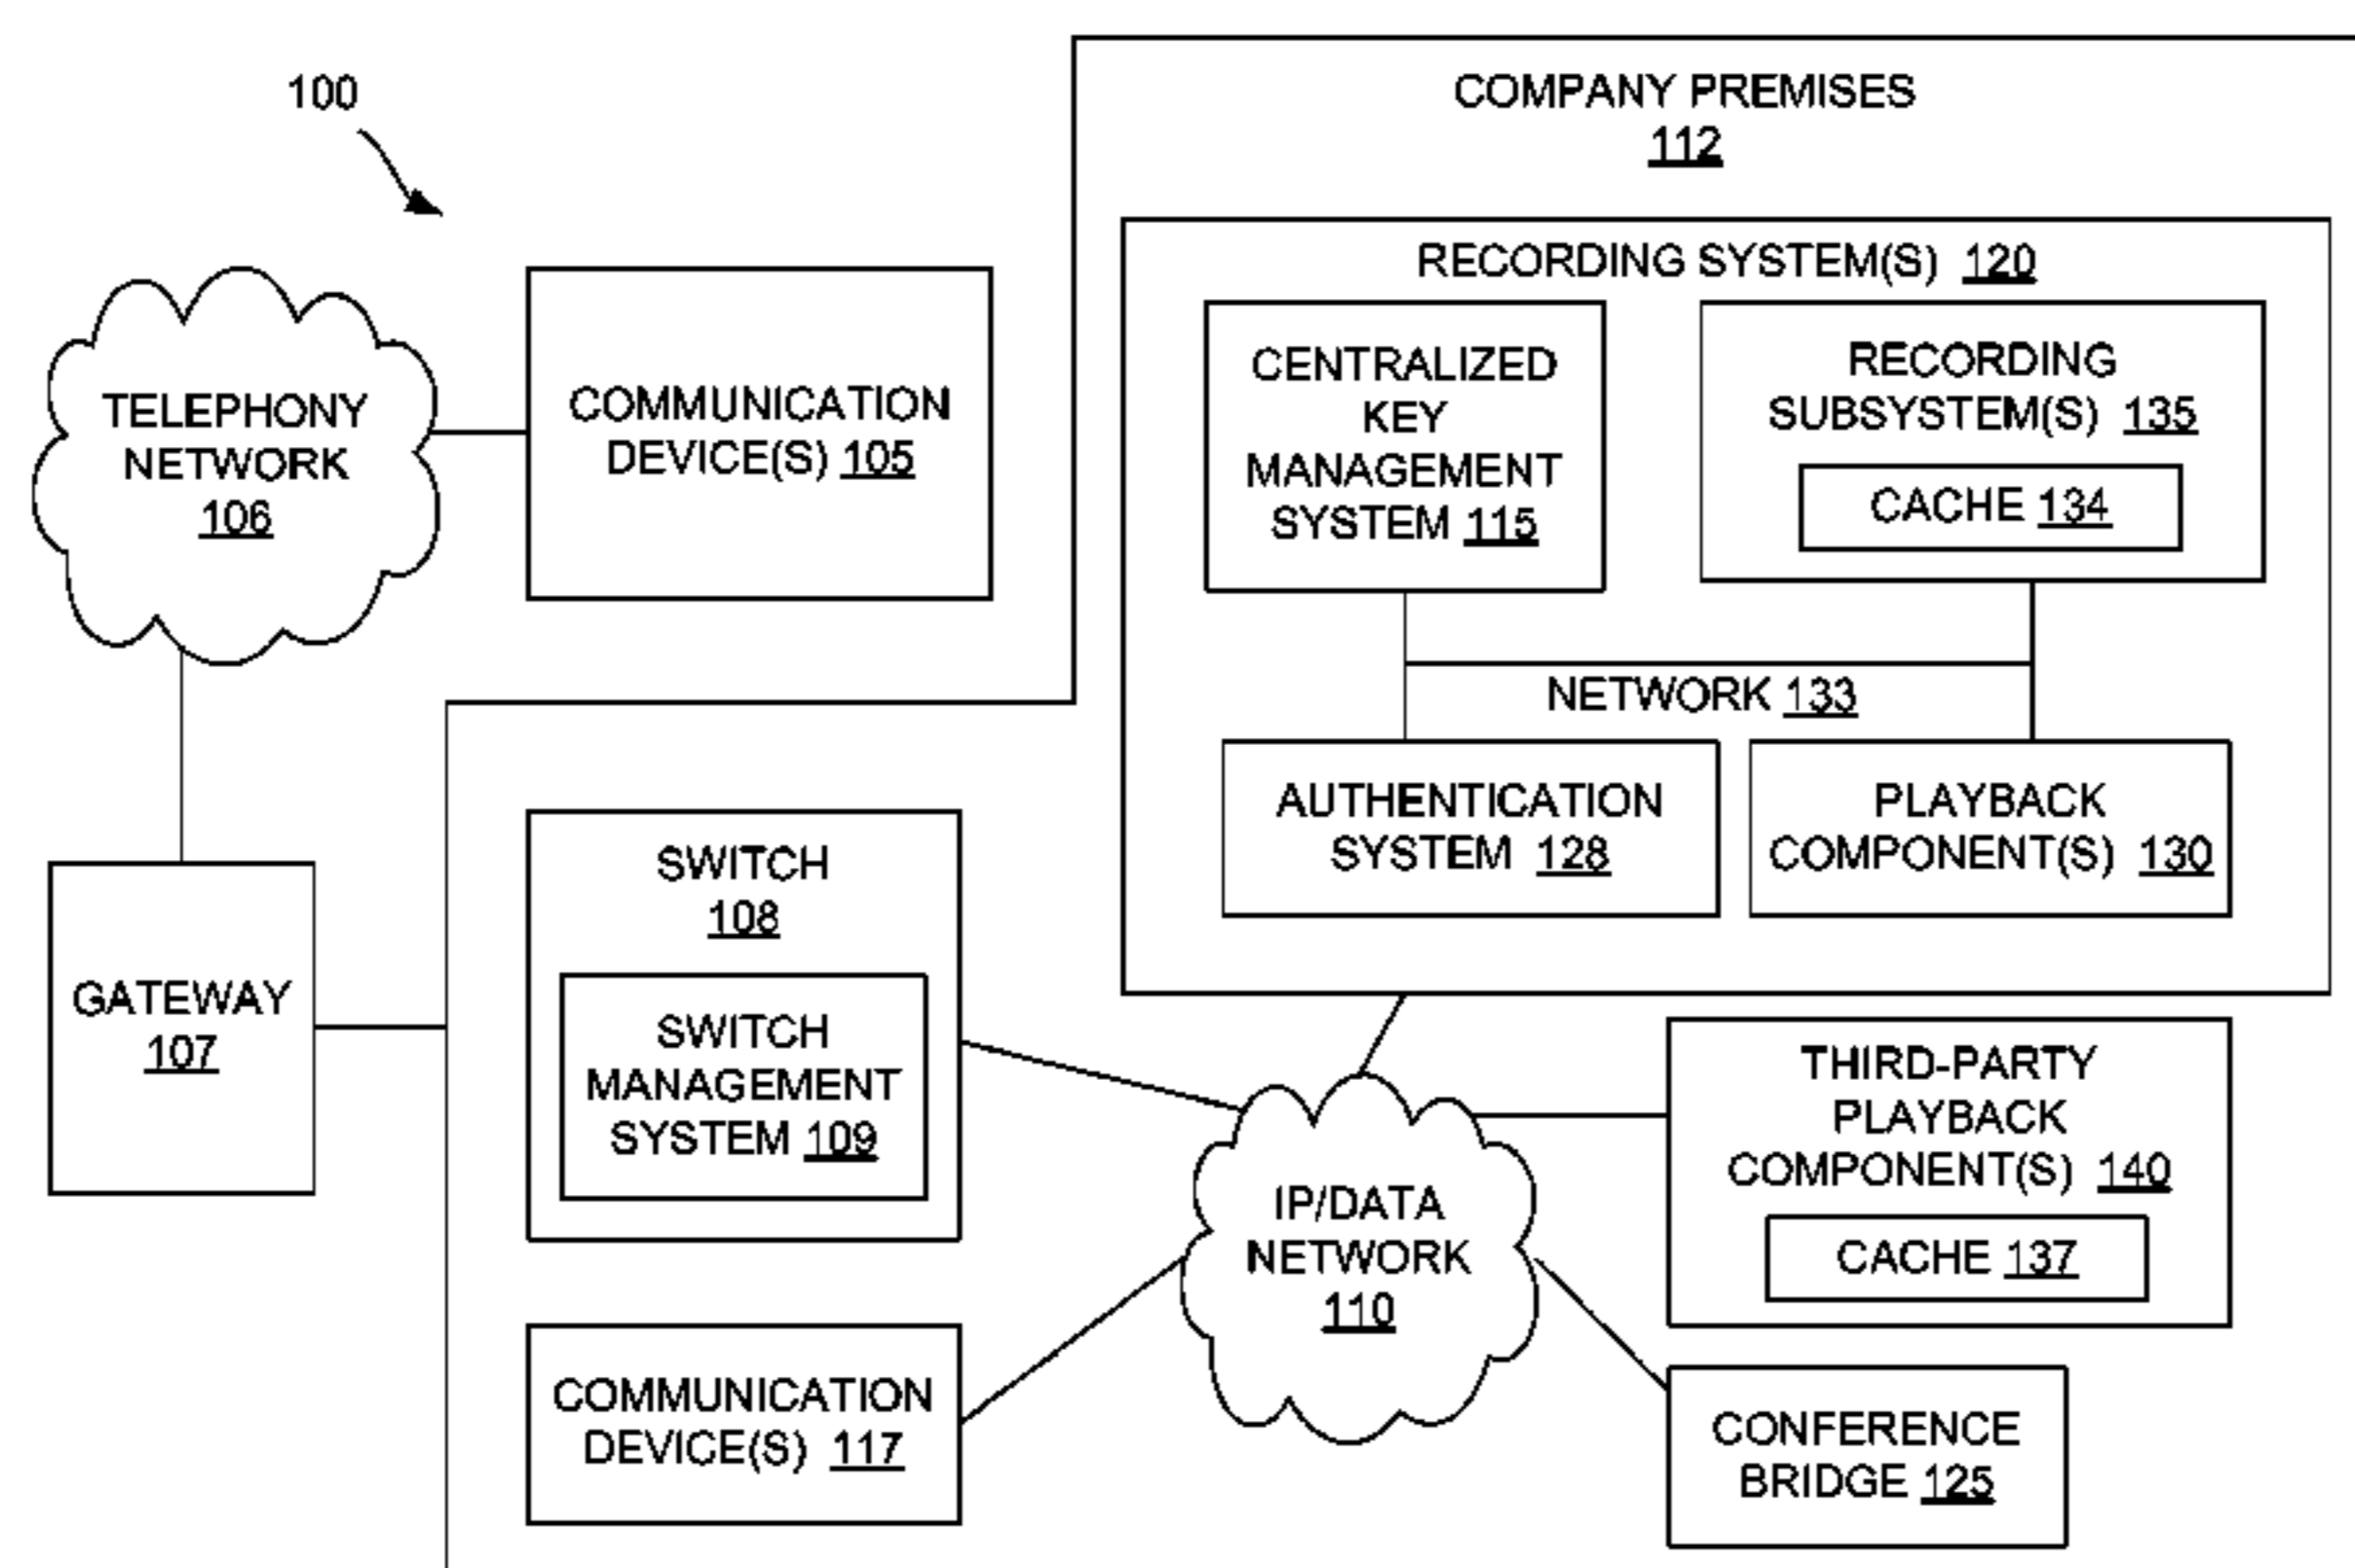 100
COMPANY PREMISES
112
RECORDING SYSTEM(S) 120
TELEPHONY
NETWORK
106
COMMUNICATION
DEVICE(S) 105
CENTRALIZED
KEY
MANAGEMENT
SYSTEM 115
RECORDING
SUBSYSTEM(S) 135
CACHE 134
NETWORK 133
AUTHENTICATION
SYSTEM 128
PLAYBACK
COMPONENT(S) 130
GATEWAY
107
SWITCH
108
SWITCH
MANAGEMENT
SYSTEM 109
IP/DATA
NETWORK
110
THIRD-PARTY
PLAYBACK
COMPONENT(S) 140
CACHE 137
COMMUNICATION
DEVICE(S) 117
CONFERENCE
BRIDGE 125